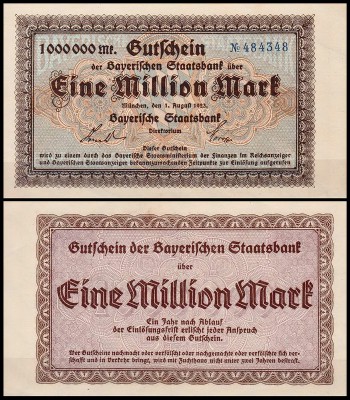 1000000 Mk. Gutschein № 484348
der Bayerischen Staatsbank über
Eine Million Mark
München, den 1. August 1923.
Bayerische Staatsbank
Direktorium
Dieser Gutschein
wird zu einem durch das Bayerische Staatsministerium der Finanzen im Reichsanzeiger
und Bayerischen Staatsanzeiger bekanntzumachenden Zeitpunkte zur Einlösung aufgerufen
Gutschein der Bayerischen Staatsbank
über
Eine Million Mark
Ein Jahr nach Ablauf
der Einlösungsfrist erlischt jeder Anspruch
aus diesem Gutschein.
Wer Gutscheine nachmacht oder verfälscht oder nachgemachte oder verfälschte sich ver-
schafft und in Verkehr bringt, wird mit Zuchthaus nicht unter zwei Jahren bestraft.